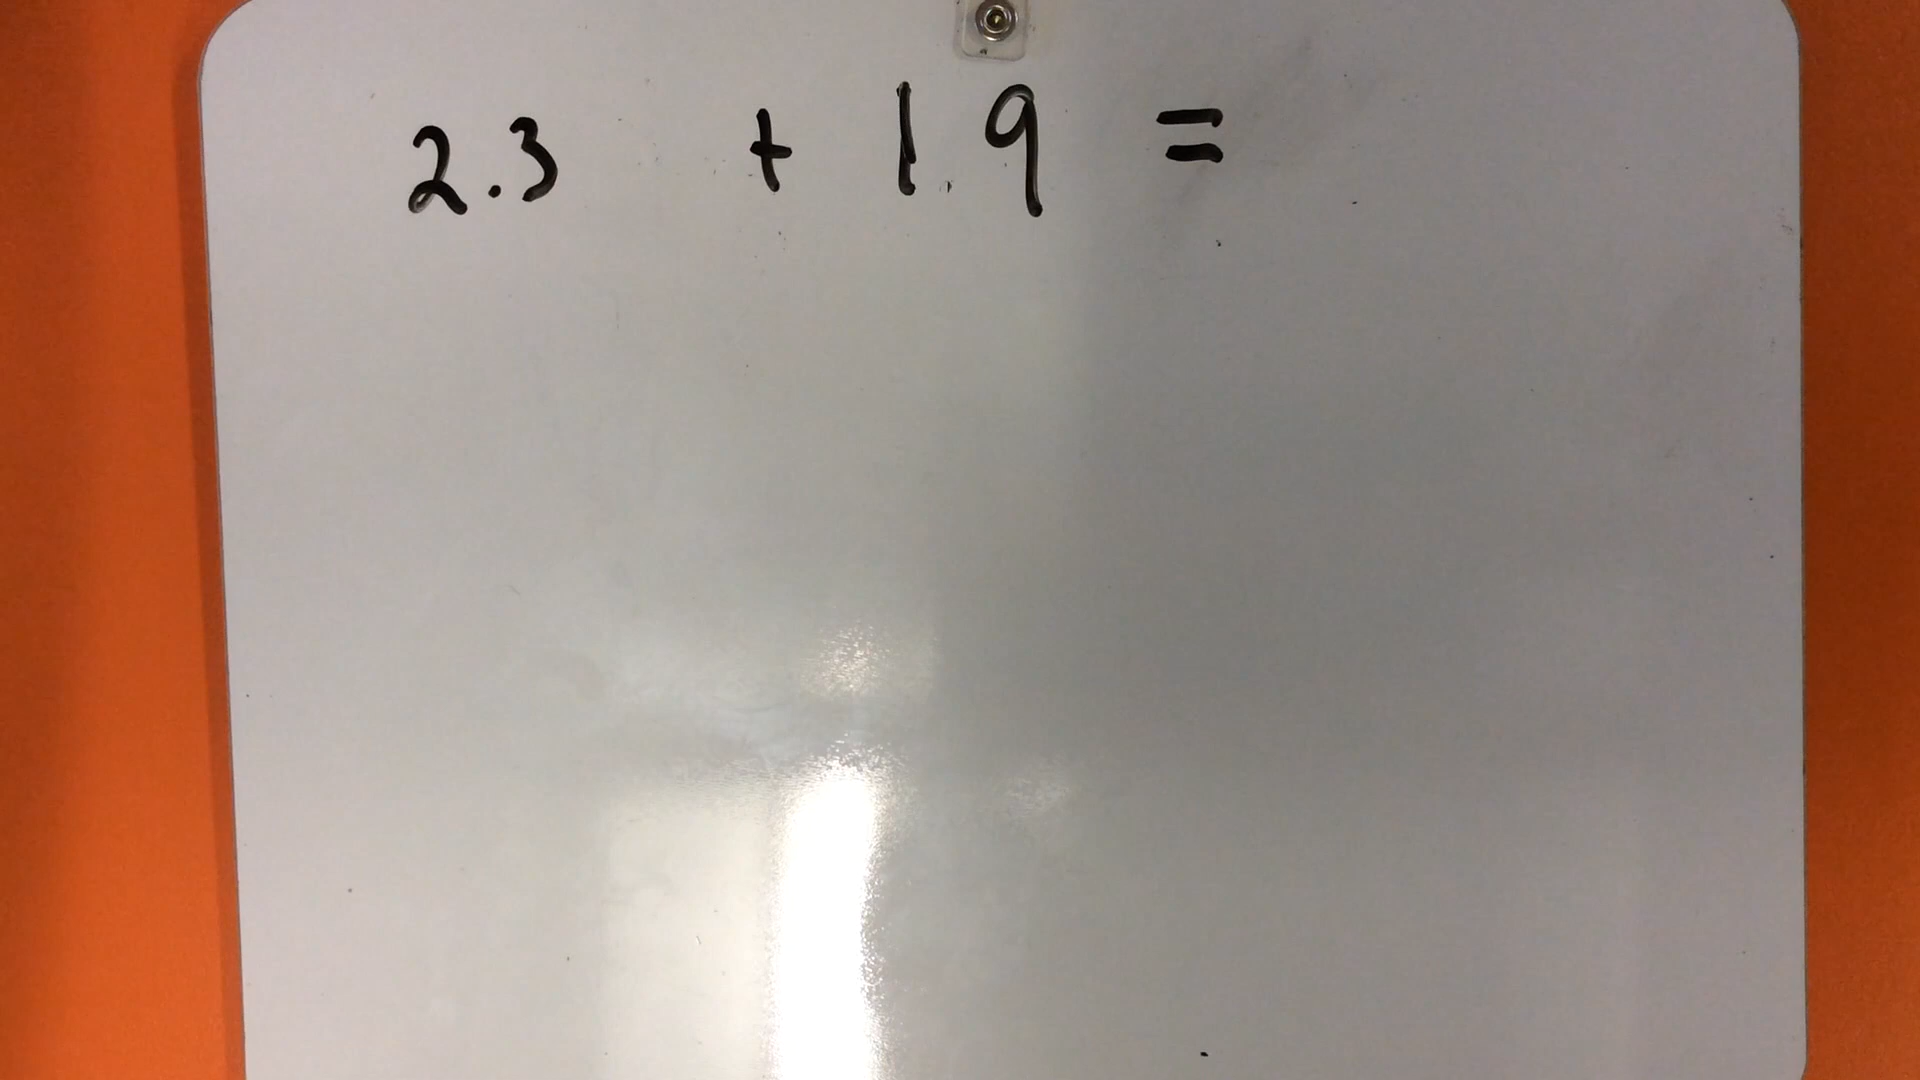 2.3 + 1.9 =